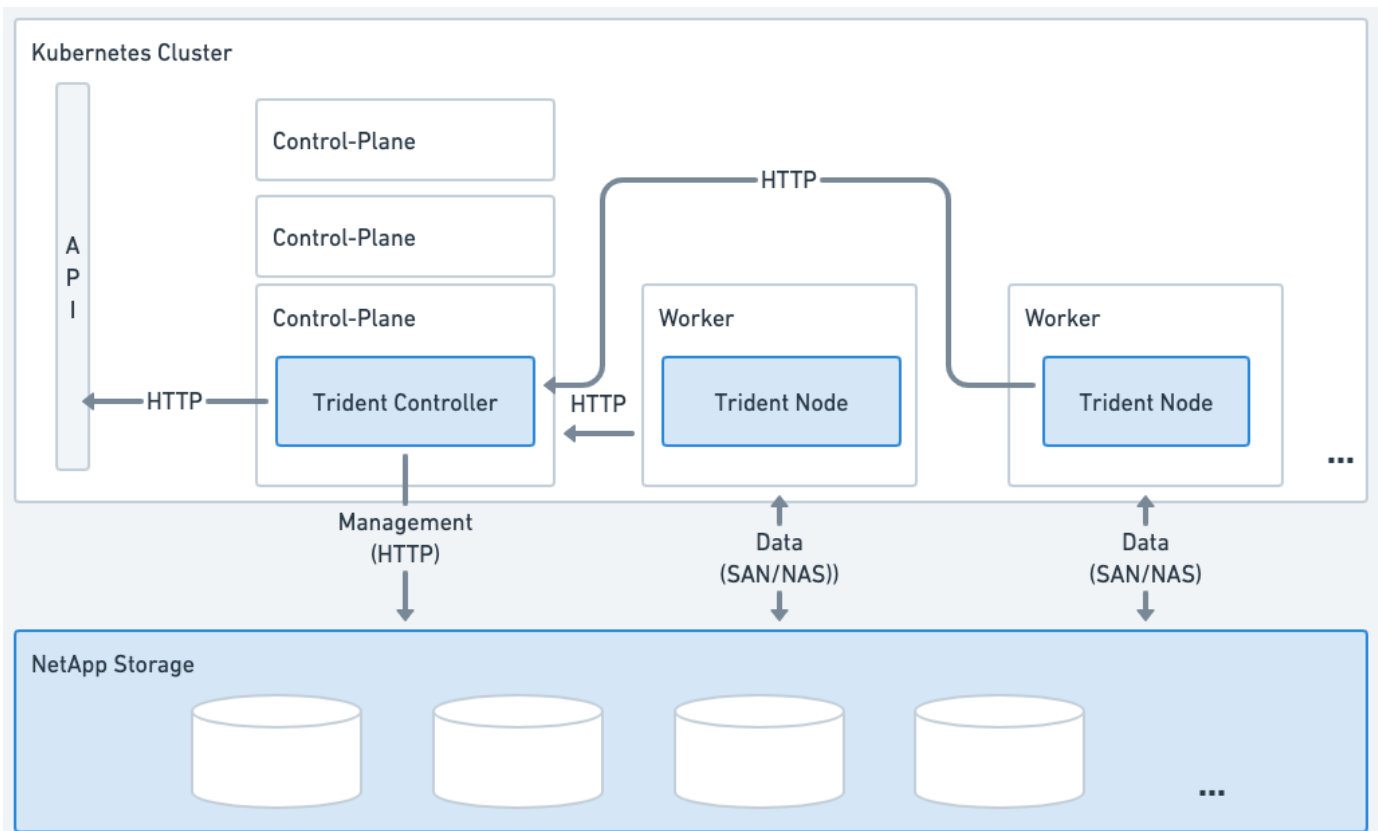 Kubernetes Cluster
A
P
I
Control-Plane
Control-Plane
Control-Plane
Trident Controller
HTTP
HTTP
HTTP
Worker
Trident Node
Worker
Trident Node
...
Management
(HTTP)
Data
(SAN/NAS))
Data
(SAN/NAS)
NetApp Storage
...